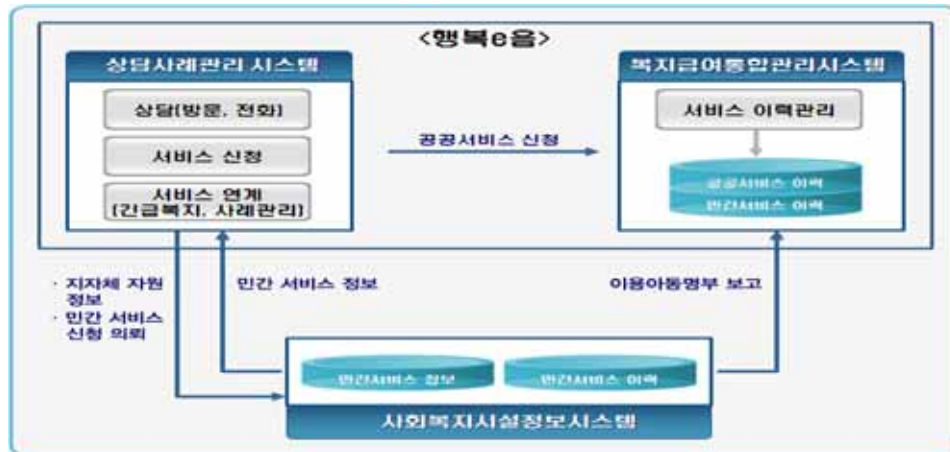 <행복e음>
상담사례관리 시스템
상담(방문, 전화)
서비스 신청
서비스 연계
(긴급복지, 사례관리)
공공서비스 신청
복지급여통합관리시스템
서비스 이력관리
공공서비스 이력
민간서비스 이력
· 지자체 자원
정보
· 민간 서비스
신청 의뢰
민간 서비스 정보
이용아동명부 보고
민간서비스 정보
민간서비스 이력
사회복지시설정보시스템